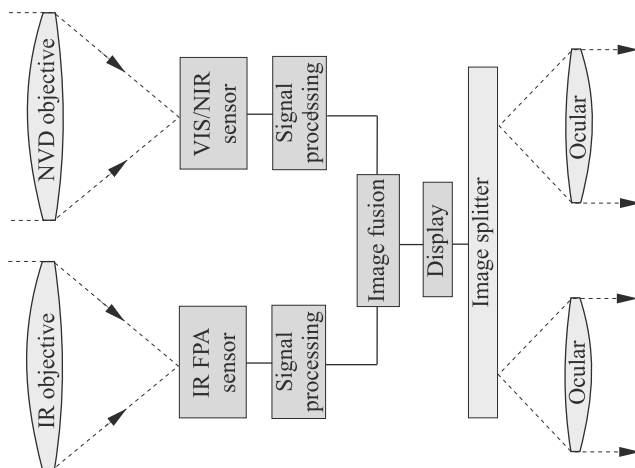 NVD objective
VIS/NIR
sensor
Signal
processing
Ocular
Image fusion
Display
Image splitter
IR objective
IR FPA
sensor
Signal
processing
Ocular